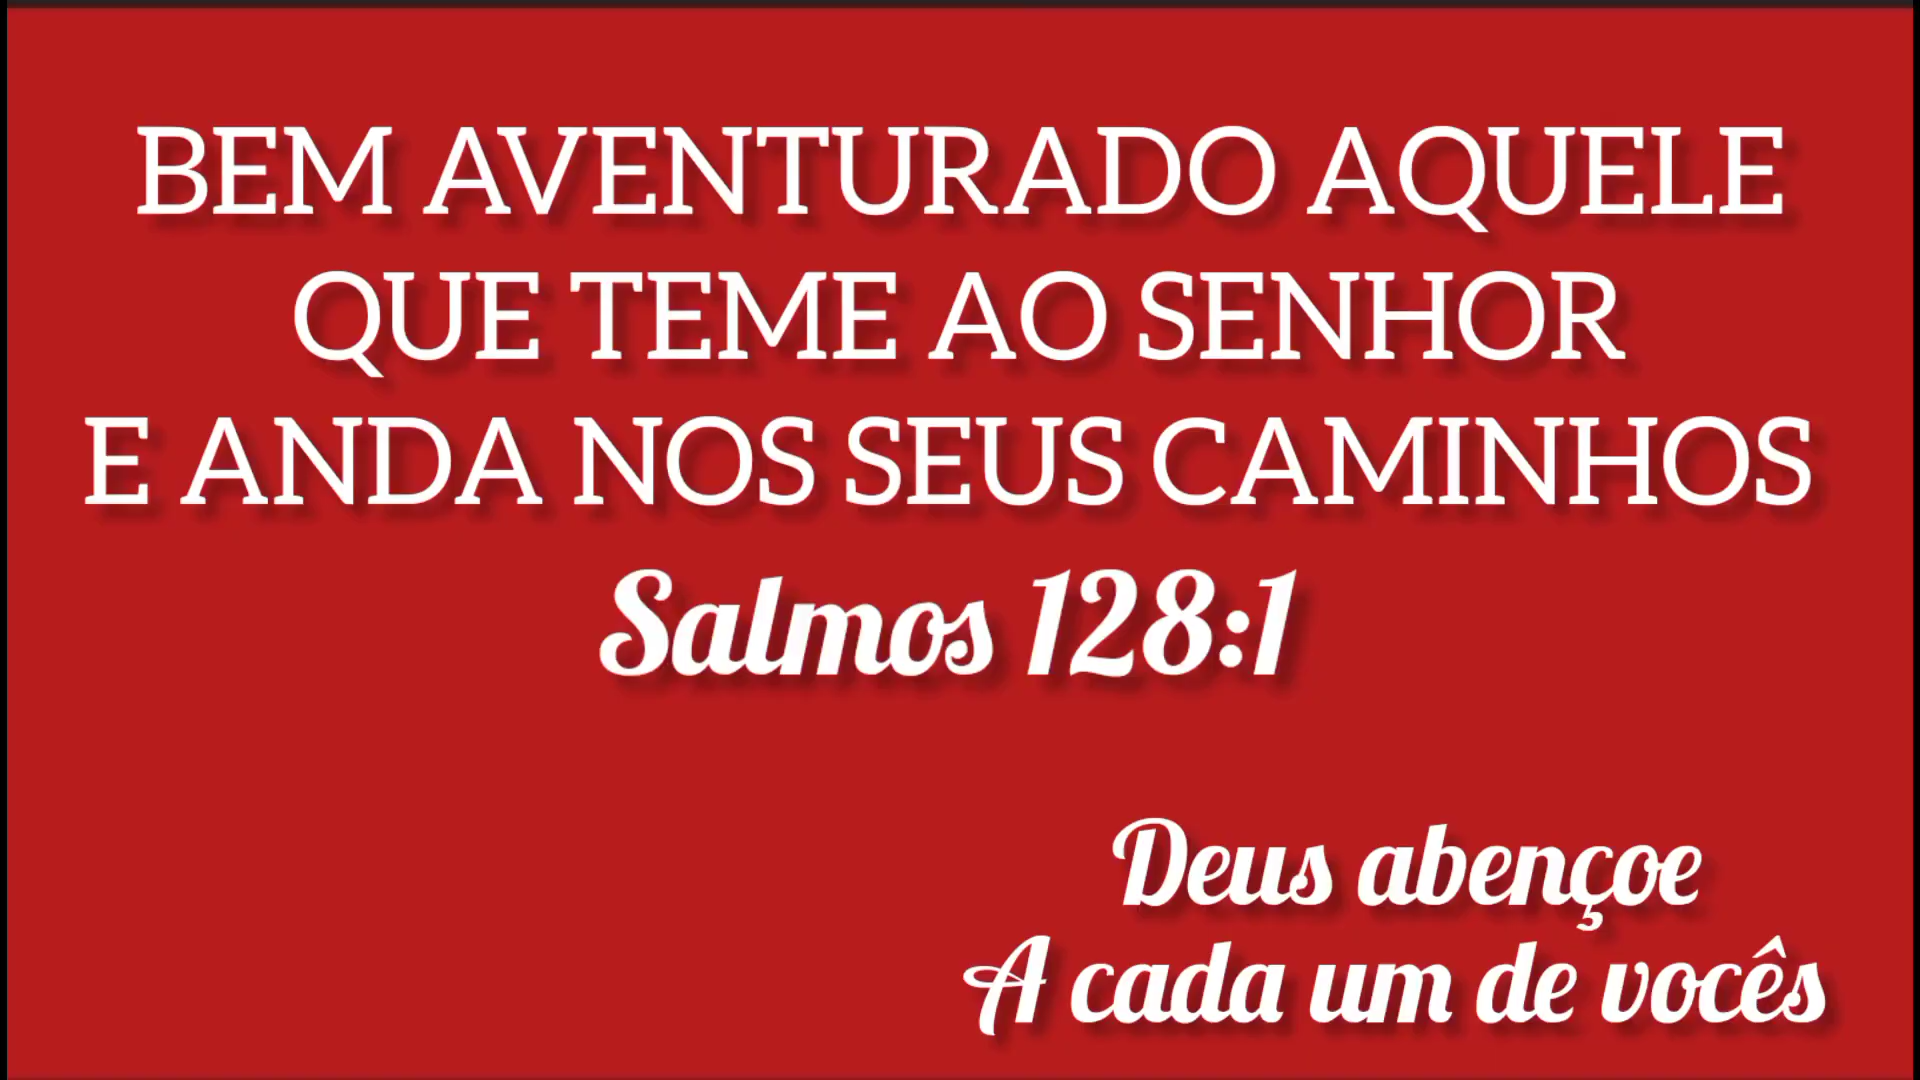 BEM AVENTURADO AQUELE
QUE TEME AO SENHOR
E ANDA NOS SEUS CAMINHOS
Salmos 128:1
Deus abençoe
A cada um de vocês